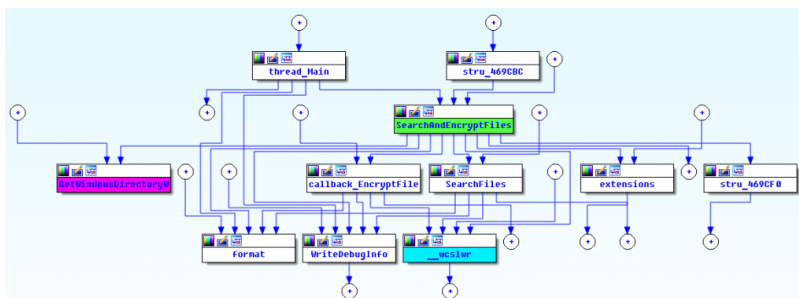 thread_Main
stru_469CBC
SearchAndEncryptFiles
GetWindowsDirectoryW
callback_EncryptFile
SearchFiles
extensions
stru_469CF0
format
WriteDebugInfo
__wcslwr